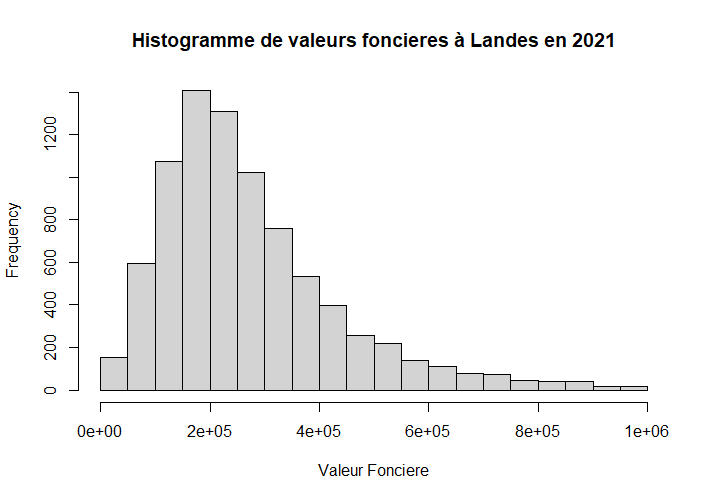 Histogramme de valeurs foncieres à Landes en 2021
Frequency
1200
800
600
400
200
0
0e+00 2e+05 4e+05 6e+05 8e+05 1e+06
Valeur Fonciere